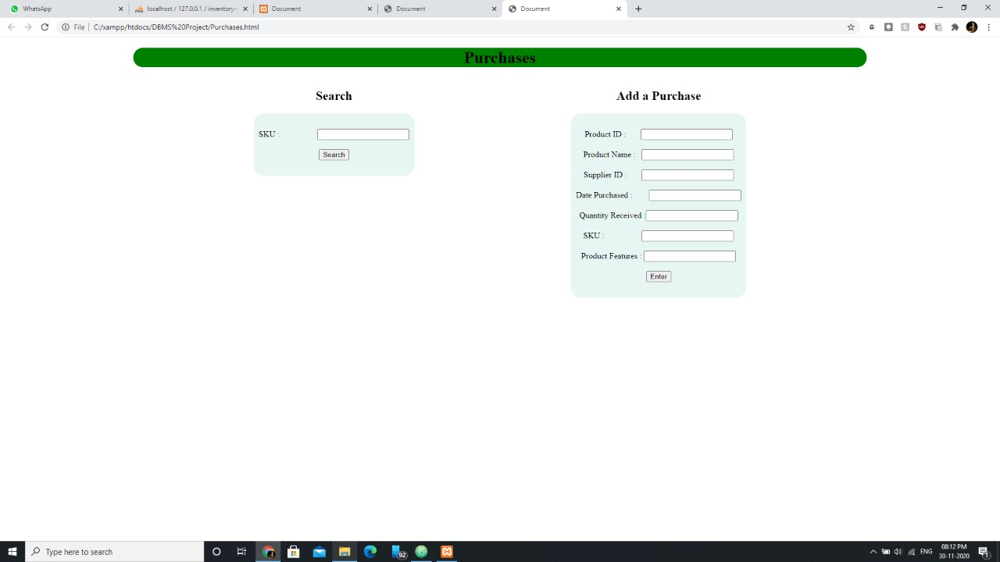 WhatsApp
localhost / 127.0.0.1 / inventory
Document
Document
Document
File | C:/xampp/htdocs/DBMS%20Project/Purchases.html
Purchases
Search
SKU :
Search
Add a Purchase
Product ID :
Product Name :
Supplier ID :
Date Purchased :
Quantity Received :
SKU :
Product Features :
Enter
Type here to search
92
ENG
08:12 PM
30-11-2020
1